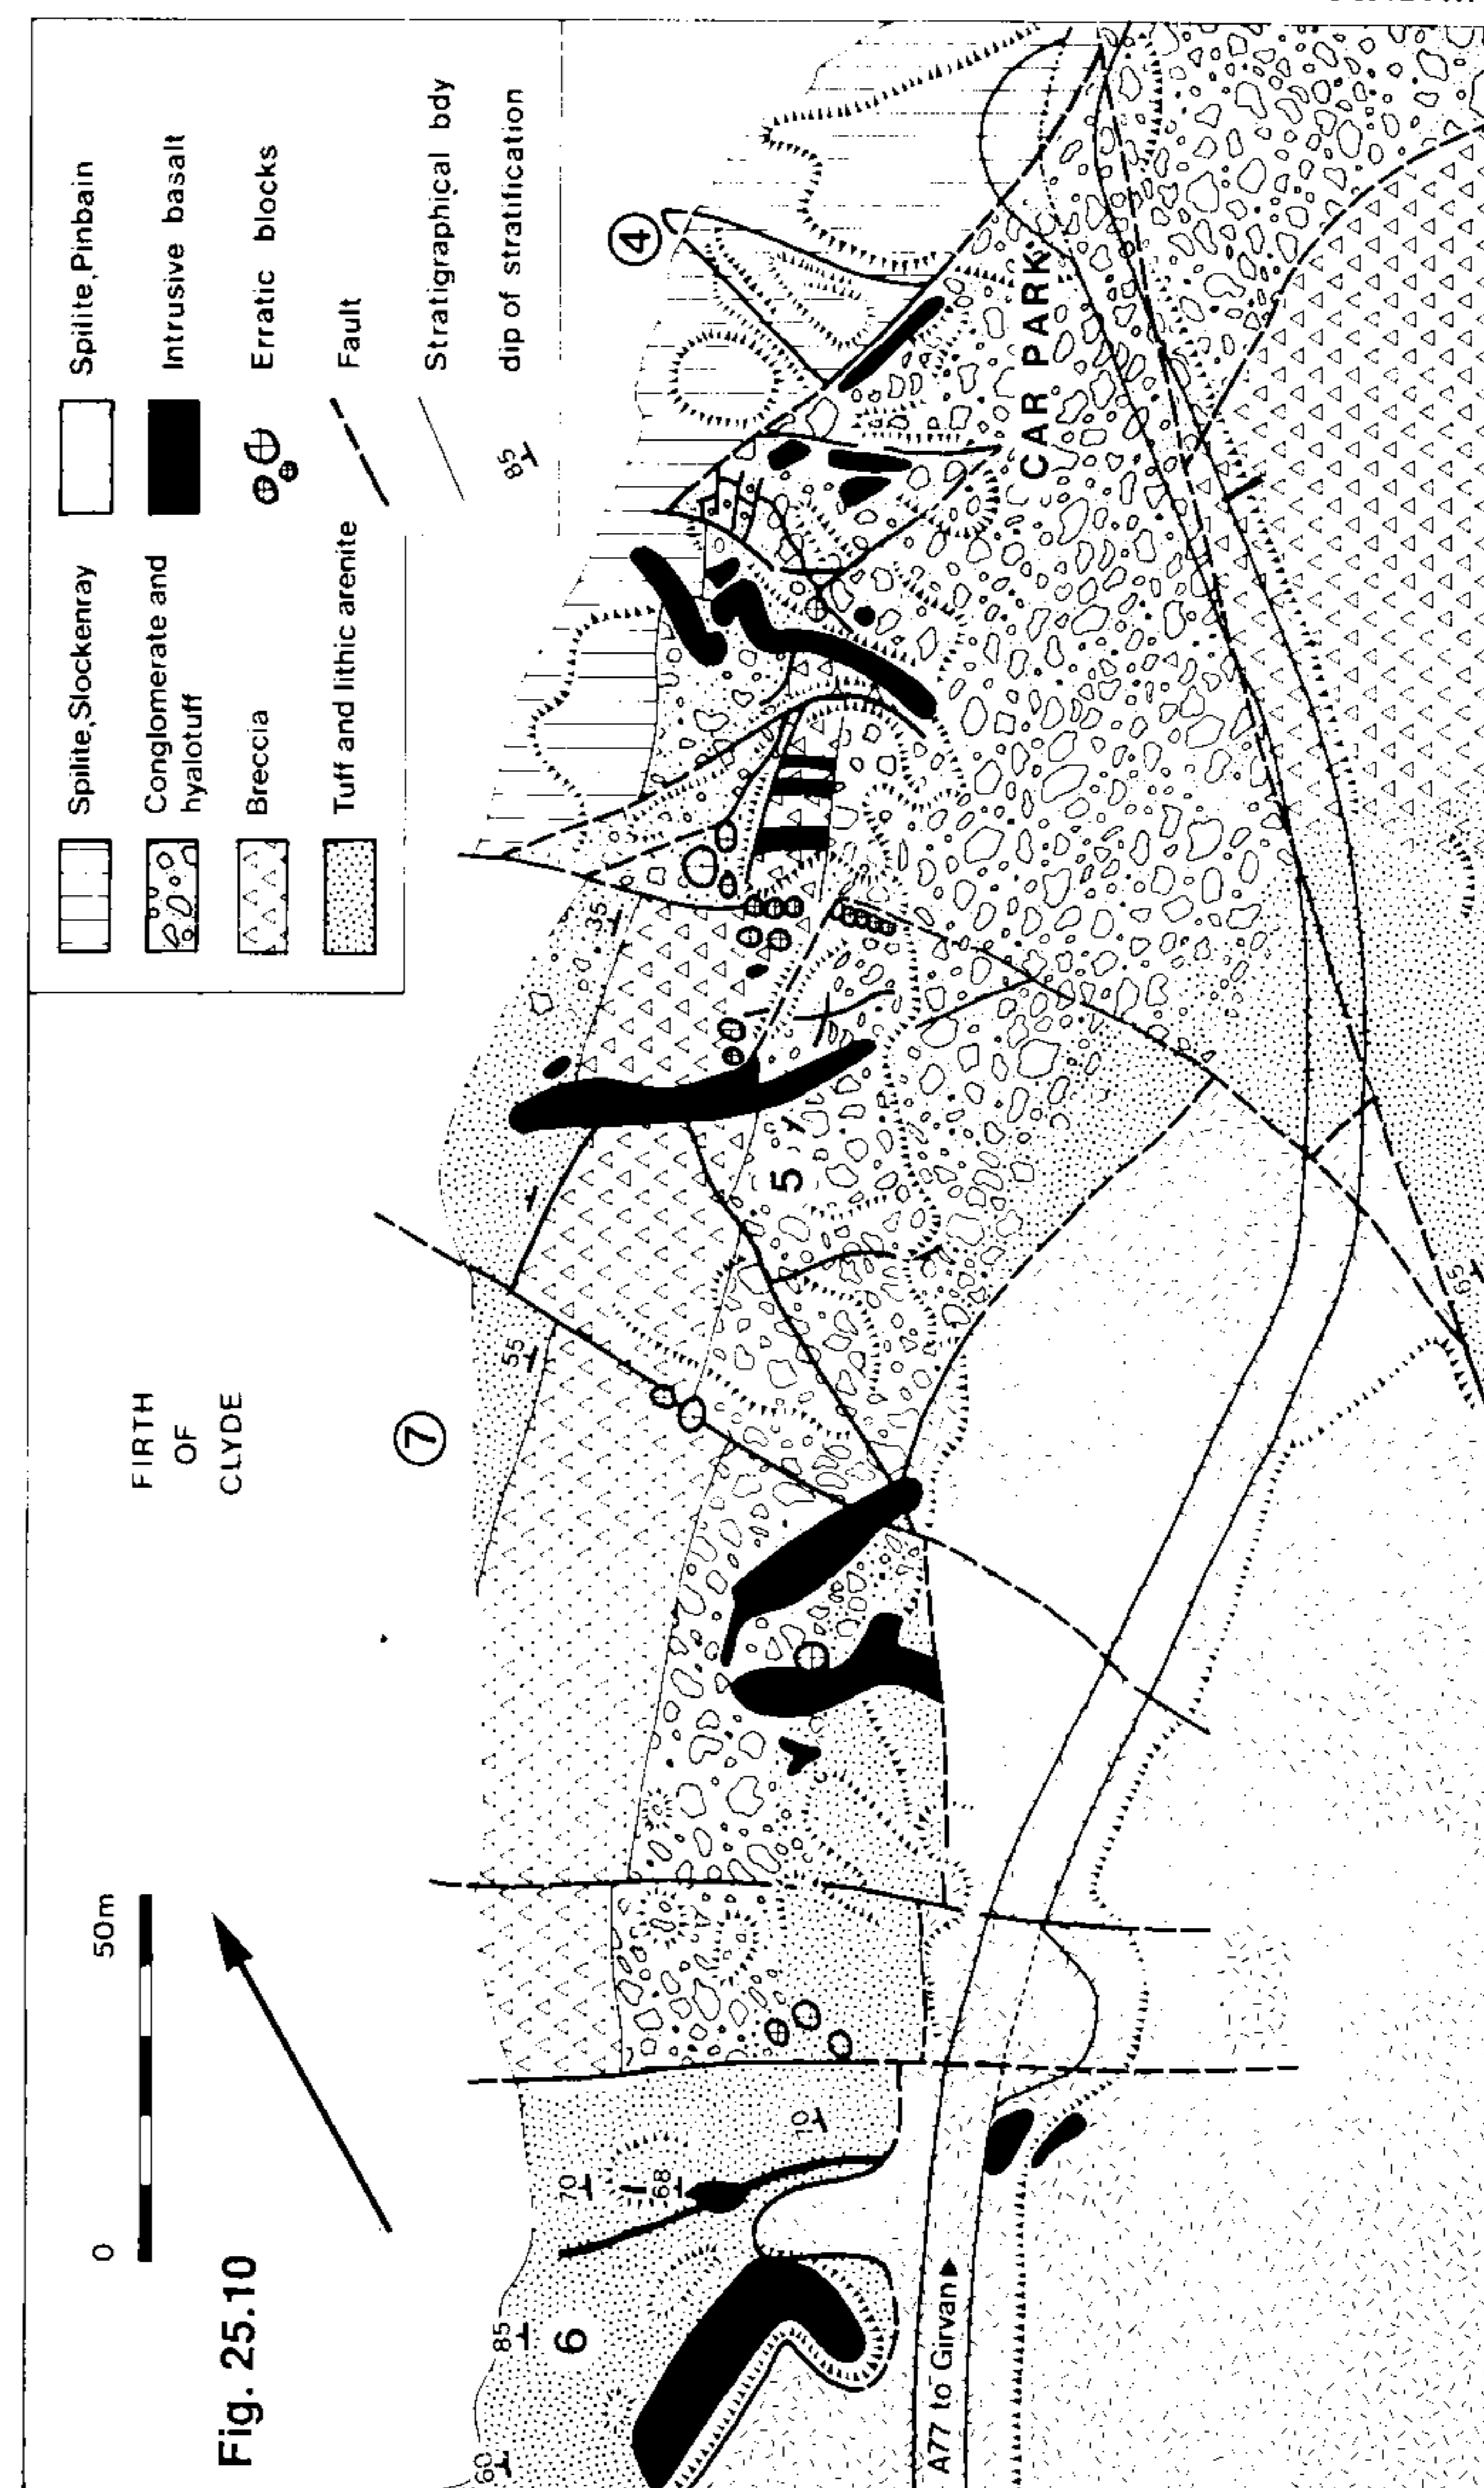 Fig. 25.10
0 50m
FIRTH
OF
CLYDE
Spilite, Slockenray
Conglomerate and
hyalotuff
Breccia
Tuff and lithic arenite
Spilite, Pinbain
Intrusive basalt
Erratic blocks
Fault
Stratigraphical bdy
85
dip of stratification
4
7
5
6
CAR PARK
35
55
65
10
70
68
85
60
A77 to Girvan